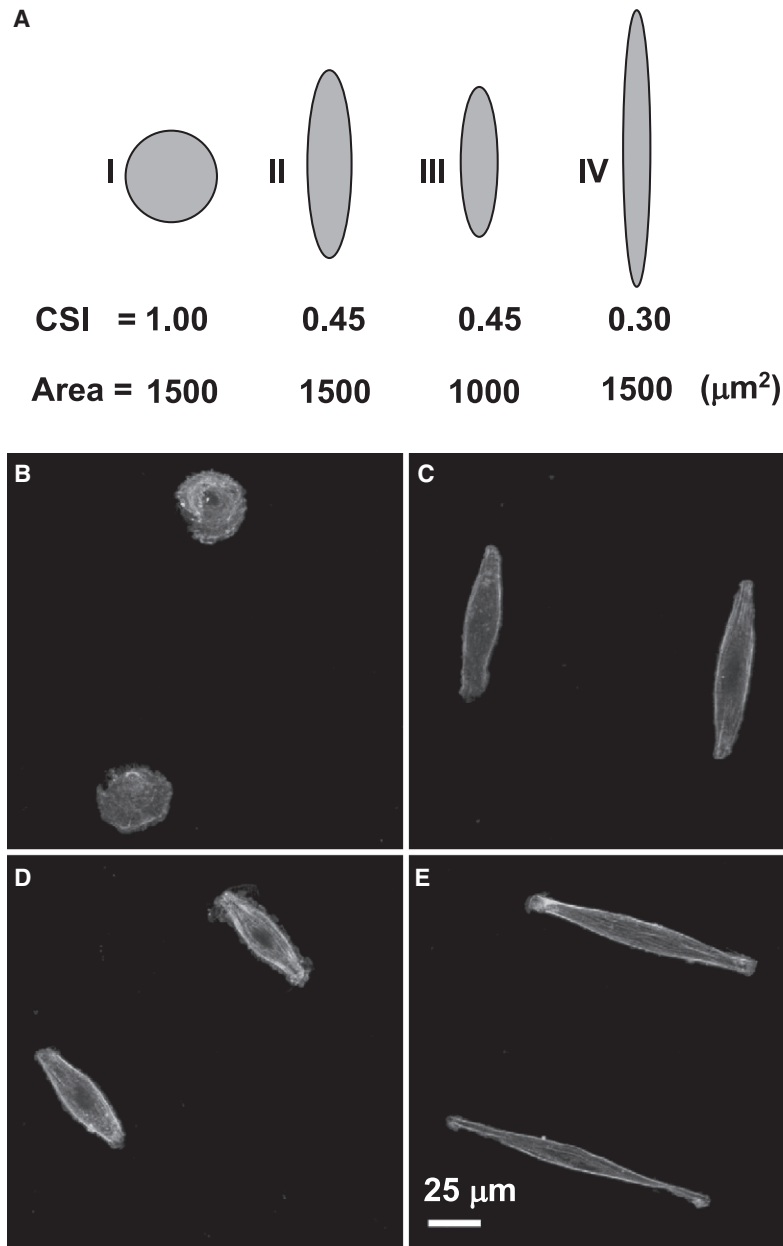 A
I II III IV
CSI = 1.00 0.45 0.45 0.30
Area = 1500 1500 1000 1500 (μm²)
B C
D E
25 μm